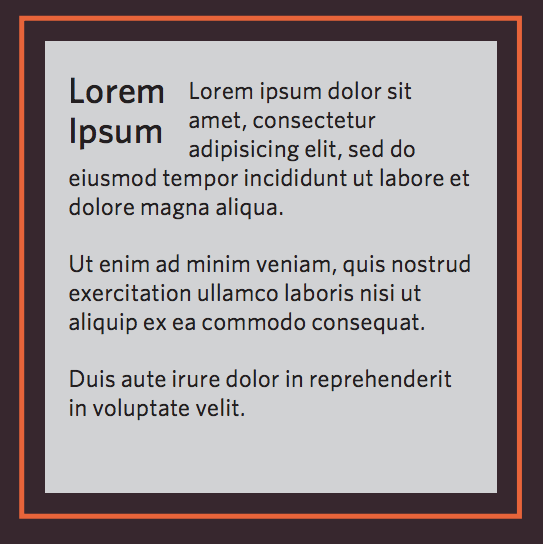 Lorem
Ipsum
Lorem ipsum dolor sit
amet, consectetur
adipisicing elit, sed do
eiusmod tempor incididunt ut labore et
dolore magna aliqua.
Ut enim ad minim veniam, quis nostrud
exercitation ullamco laboris nisi ut
aliquip ex ea commodo consequat.
Duis aute irure dolor in reprehenderit
in voluptate velit.